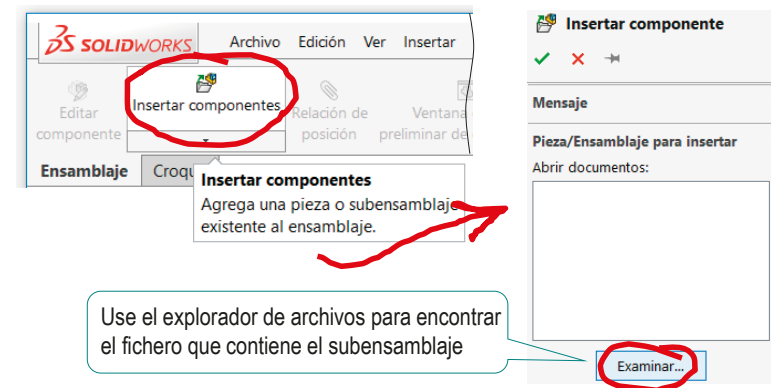 SOLIDWORKS
Archivo Edición Ver Insertar
Editar componente
Insertar componentes
Relación de posición
Ventana
preliminar de
Ensamblaje
Croqu
Insertar componentes
Agrega una pieza o subensamblaje
existente al ensamblaje.
Insertar componente
Mensaje
Pieza/Ensamblaje para insertar
Abrir documentos:
Examinar...
Use el explorador de archivos para encontrar
el fichero que contiene el subensamblaje